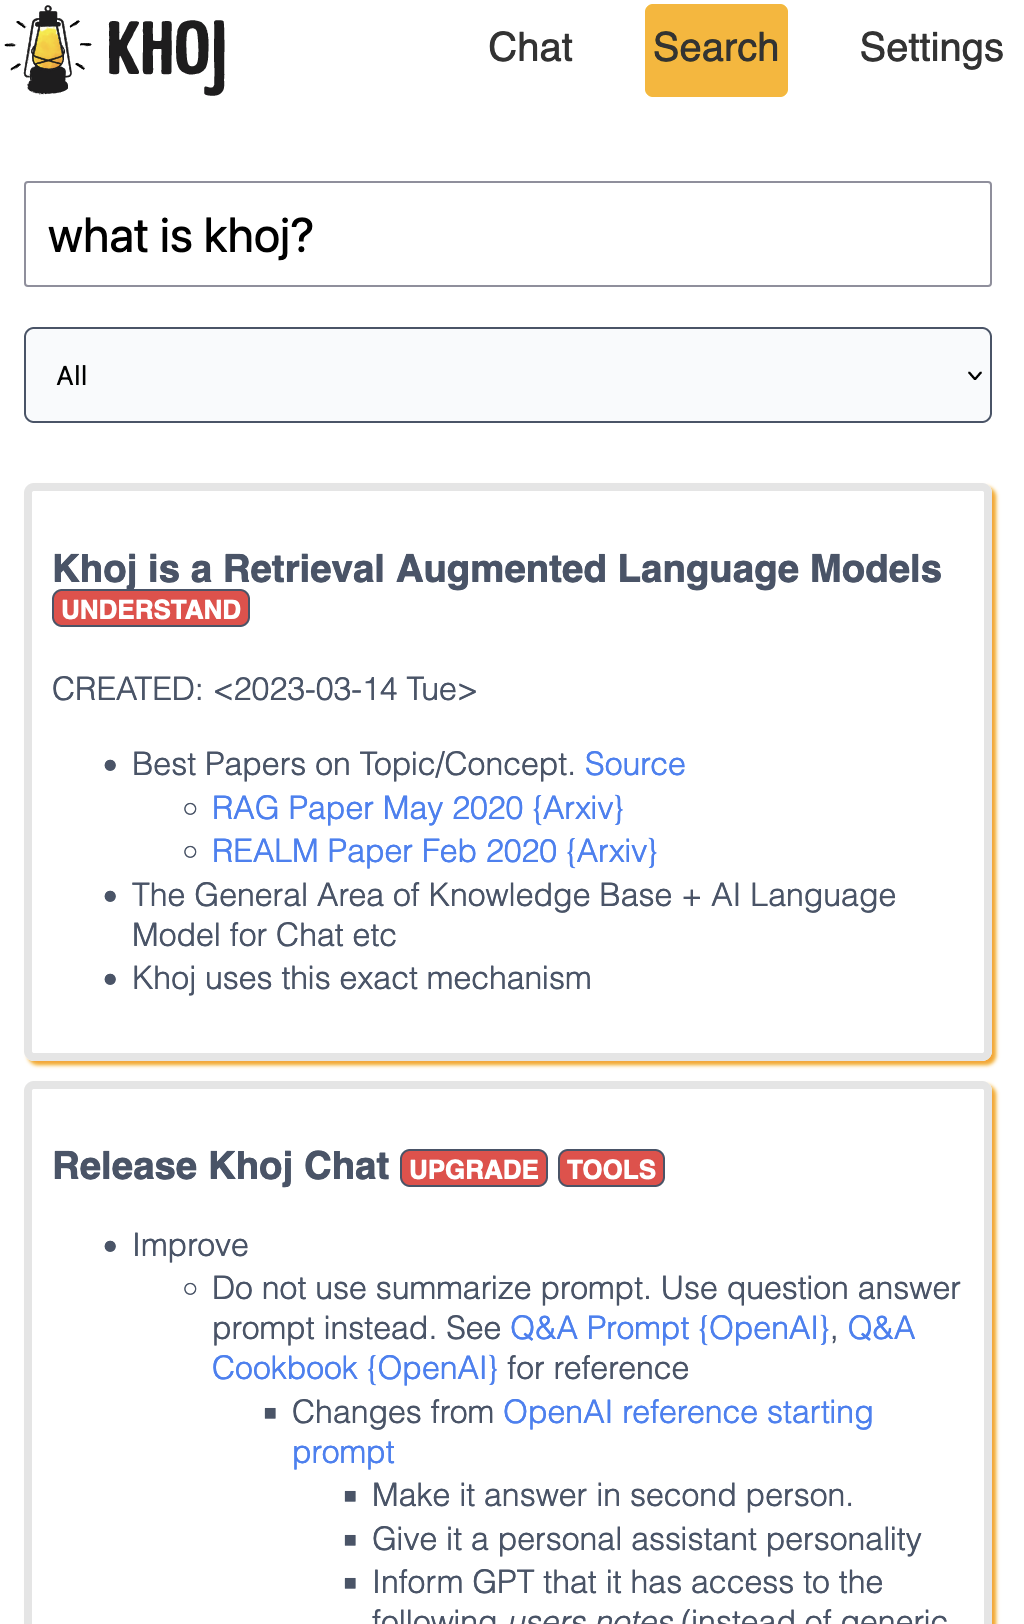 KHOJ
Chat
Search
Settings
what is khoj?
All
Khoj is a Retrieval Augmented Language Models
UNDERSTAND
CREATED: <2023-03-14 Tue>
Best Papers on Topic/Concept. Source
RAG Paper May 2020 {Arxiv}
REALM Paper Feb 2020 {Arxiv}
The General Area of Knowledge Base + AI Language
Model for Chat etc
Khoj uses this exact mechanism
Release Khoj Chat UPGRADE TOOLS
Improve
Do not use summarize prompt. Use question answer
prompt instead. See Q&A Prompt {OpenAI}, Q&A
Cookbook {OpenAI} for reference
Changes from OpenAI reference starting
prompt
Make it answer in second person.
Give it a personal assistant personality
Inform GPT that it has access to the
following users notes (instead of generic